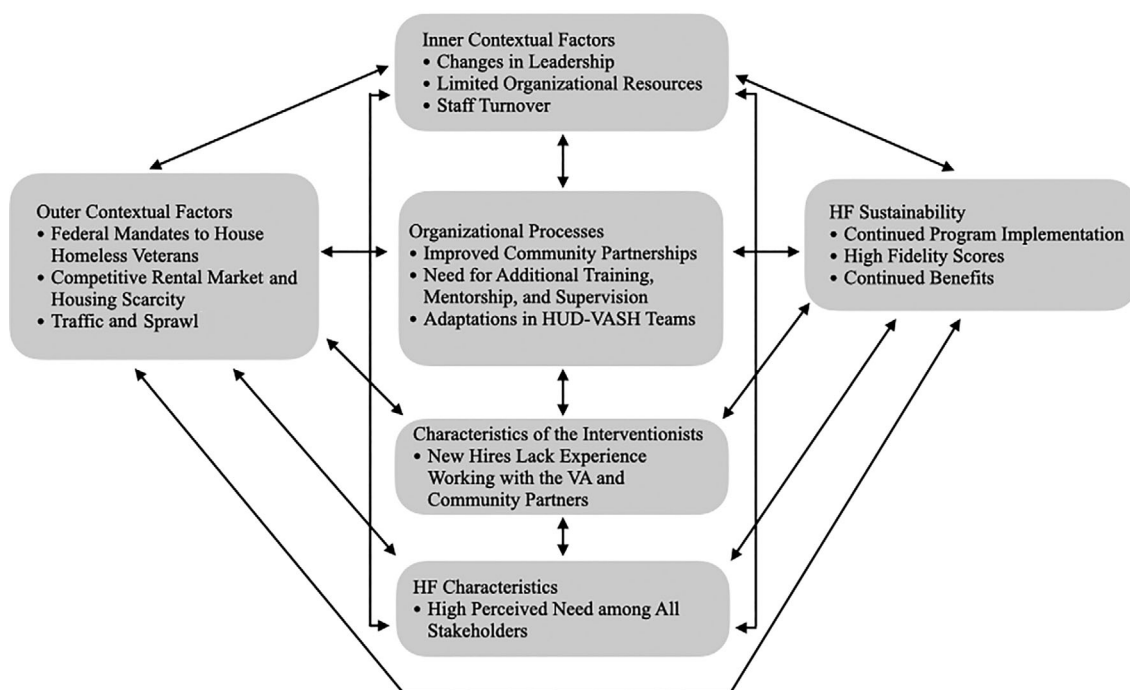 Inner Contextual Factors
• Changes in Leadership
• Limited Organizational Resources
• Staff Turnover
Outer Contextual Factors
• Federal Mandates to House
Homeless Veterans
• Competitive Rental Market and
Housing Scarcity
• Traffic and Sprawl
Organizational Processes
• Improved Community Partnerships
• Need for Additional Training,
Mentorship, and Supervision
• Adaptations in HUD-VASH Teams
HF Sustainability
• Continued Program Implementation
• High Fidelity Scores
• Continued Benefits
Characteristics of the Interventionists
• New Hires Lack Experience
Working with the VA and
Community Partners
HF Characteristics
• High Perceived Need among All
Stakeholders